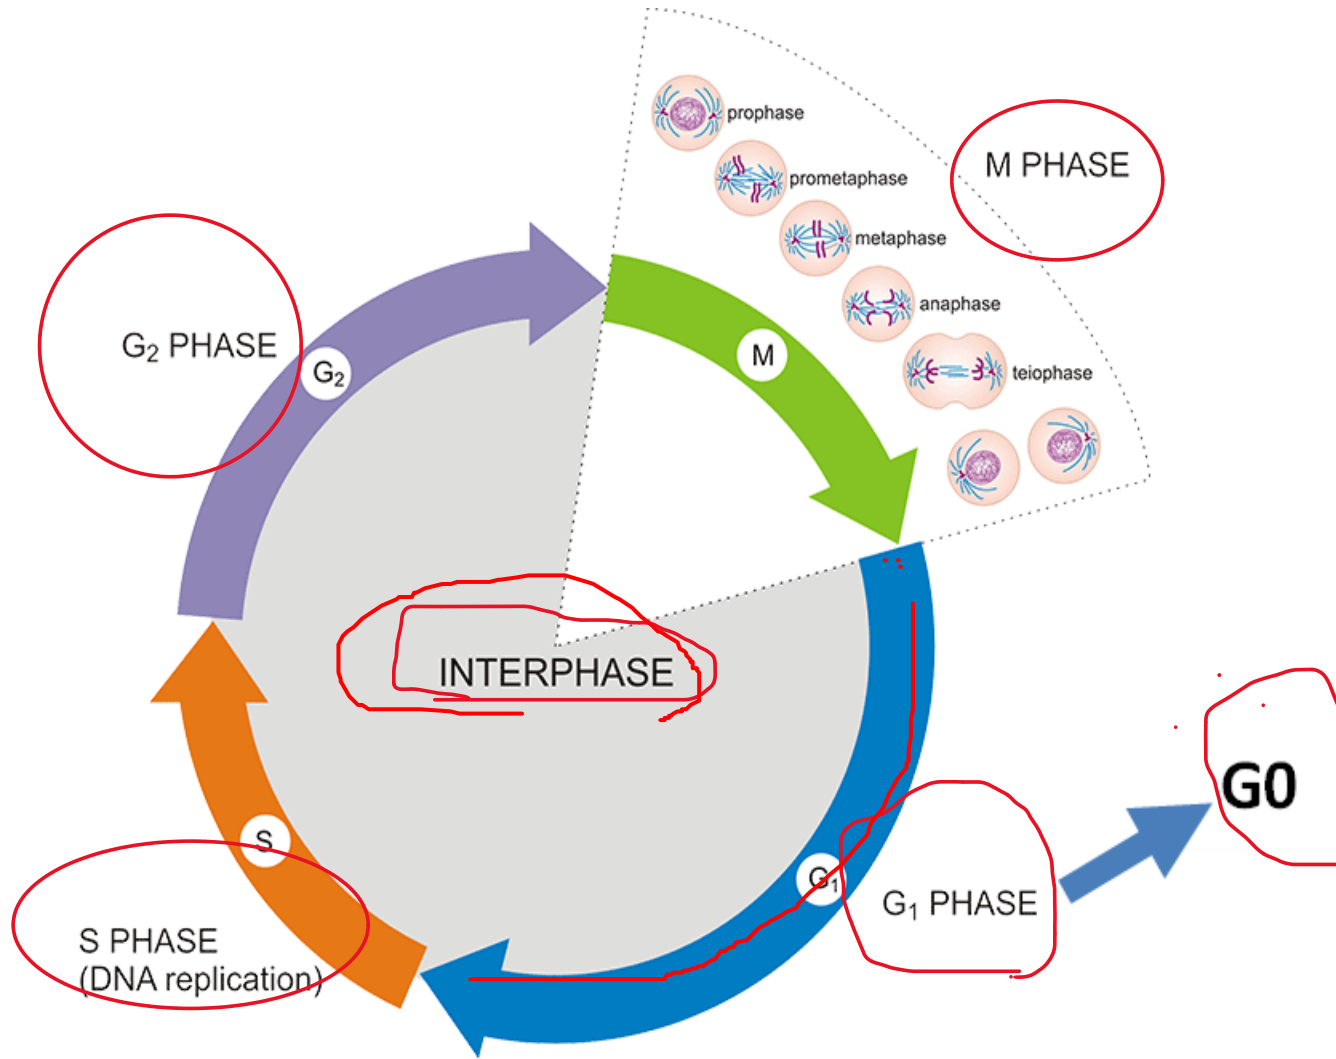 prophase
M PHASE
prometaphase
metaphase
anaphase
teiophase
G₂ PHASE
G₂
M
INTERPHASE
S
S PHASE
(DNA replication)
G₁
G₁ PHASE
G0